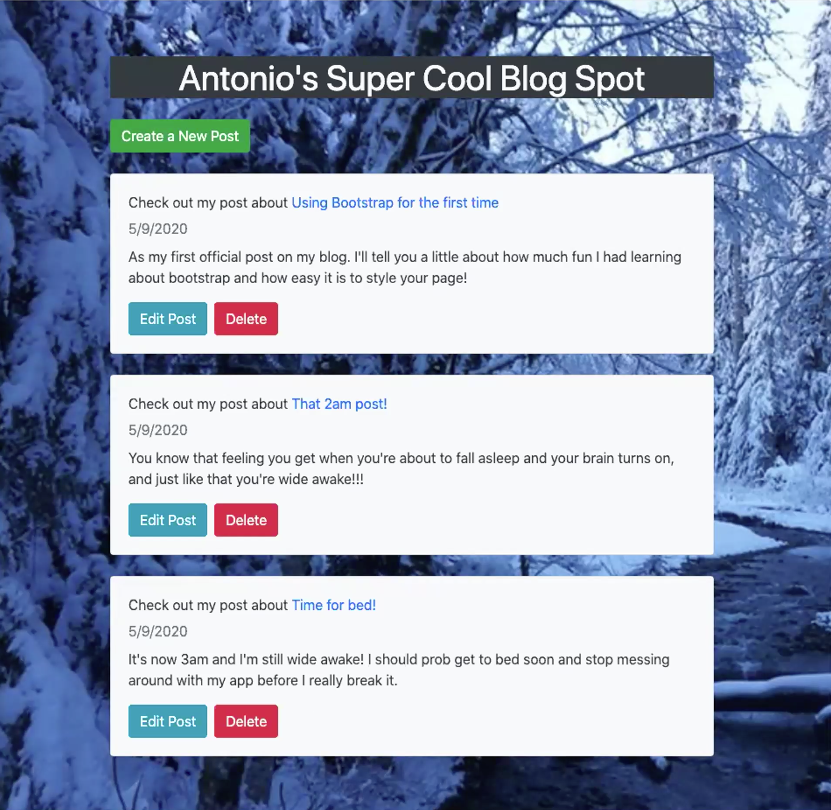 Antonio's Super Cool Blog Spot
Create a New Post
Check out my post about Using Bootstrap for the first time
5/9/2020
As my first official post on my blog. I'll tell you a little about how much fun I had learning
about bootstrap and how easy it is to style your page!
Edit Post Delete
Check out my post about That 2am post!
5/9/2020
You know that feeling you get when you're about to fall asleep and your brain turns on,
and just like that you're wide awake!!!
Edit Post Delete
Check out my post about Time for bed!
5/9/2020
It's now 3am and I'm still wide awake! I should prob get to bed soon and stop messing
around with my app before I really break it.
Edit Post Delete